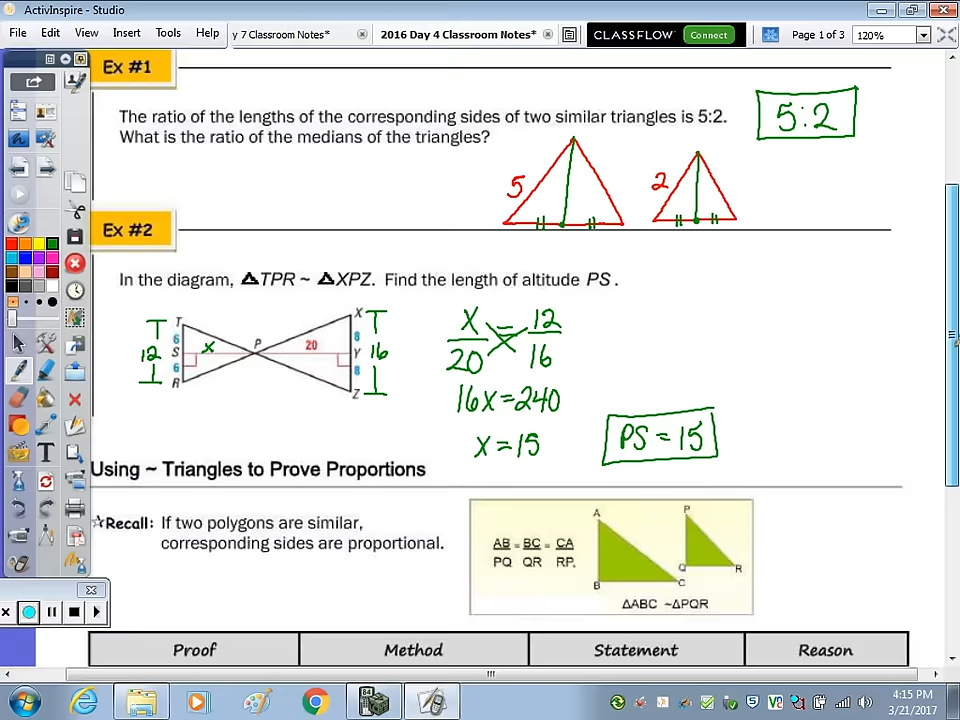 ActivInspire - Studio
File Edit View Insert Tools Help y 7 Classroom Notes* 2016 Day 4 Classroom Notes* CLASSFLOW Connect Page 1 of 3 120%
Ex #1
The ratio of the lengths of the corresponding sides of two similar triangles is 5:2.
What is the ratio of the medians of the triangles?
5:2
5
2
Ex #2
In the diagram, △TPR ~ △XPZ. Find the length of altitude PS.
T
6
12
S
x
6
R
P
20
X
8
Y
16
8
Z
x/20 = 12/16
16x = 240
x = 15
PS = 15
Using ~ Triangles to Prove Proportions
☆Recall: If two polygons are similar,
corresponding sides are proportional.
AB = BC = CA
PQ QR RP.
A
B
C
P
Q
R
ΔABC ~ΔPQR
Proof Method Statement Reason
4:15 PM
3/21/2017